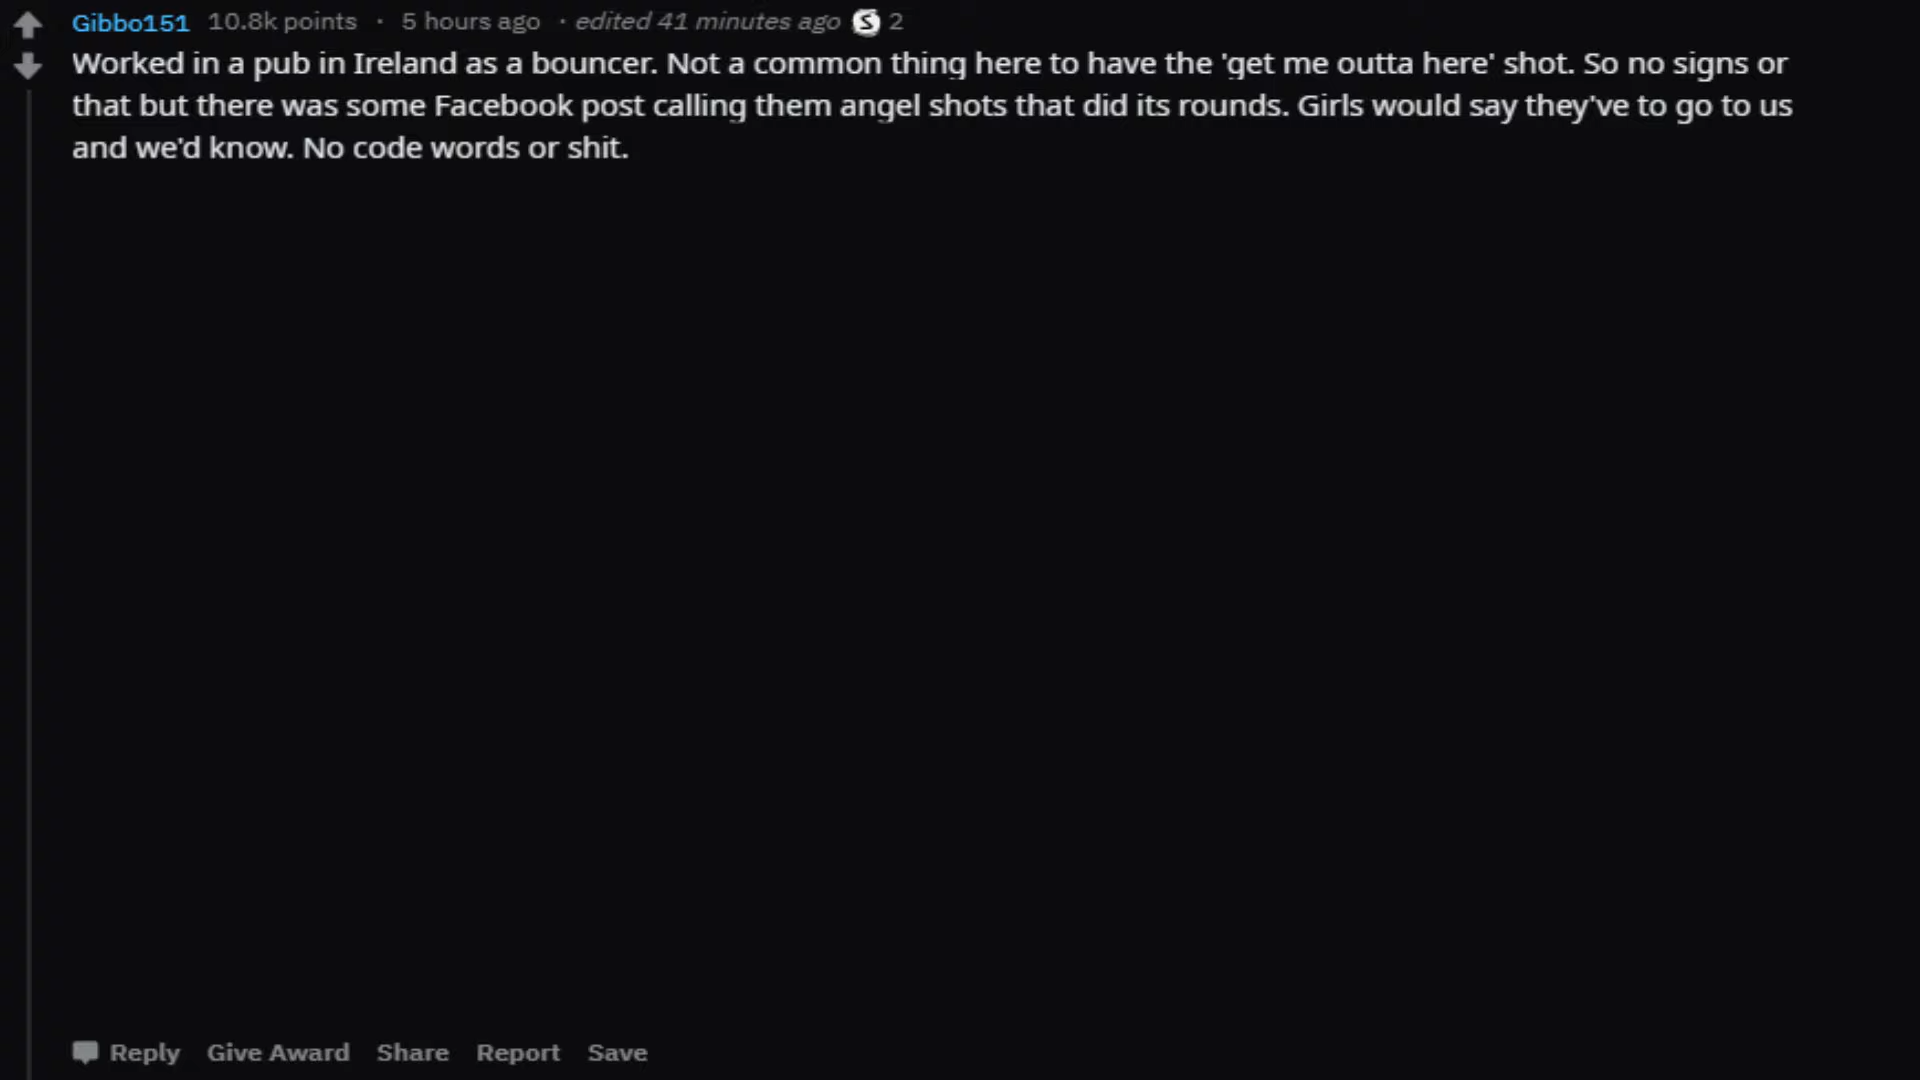 Gibbo151 10.8k points · 5 hours ago · edited 41 minutes ago S 2
Worked in a pub in Ireland as a bouncer. Not a common thing here to have the 'get me outta here' shot. So no signs or
that but there was some Facebook post calling them angel shots that did its rounds. Girls would say they've to go to us
and we'd know. No code words or shit.
Reply Give Award Share Report Save